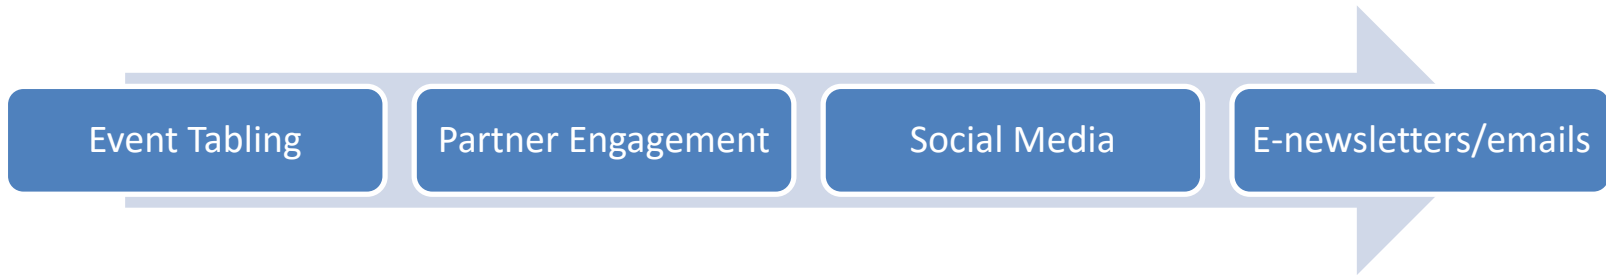 Event Tabling
Partner Engagement
Social Media
E-newsletters/emails